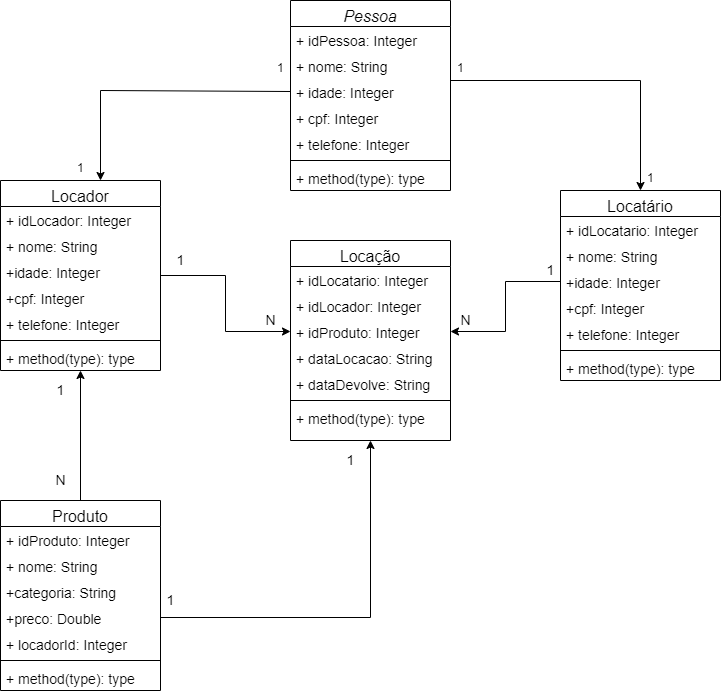 Pessoa
+ idPessoa: Integer
+ nome: String
+ idade: Integer
+ cpf: Integer
+ telefone: Integer
+ method(type): type
1
1
1
1
Locador
+ idLocador: Integer
+ nome: String
+idade: Integer
+cpf: Integer
+ telefone: Integer
+ method(type): type
Locação
+ idLocatario: Integer
+ idLocador: Integer
+ idProduto: Integer
+ dataLocacao: String
+ dataDevolve: String
+ method(type): type
Locatário
+ idLocatario: Integer
+ nome: String
+idade: Integer
+cpf: Integer
+ telefone: Integer
+ method(type): type
1
N
1
N
1
N
1
1
Produto
+ idProduto: Integer
+ nome: String
+categoria: String
+preco: Double
+ locadorId: Integer
+ method(type): type